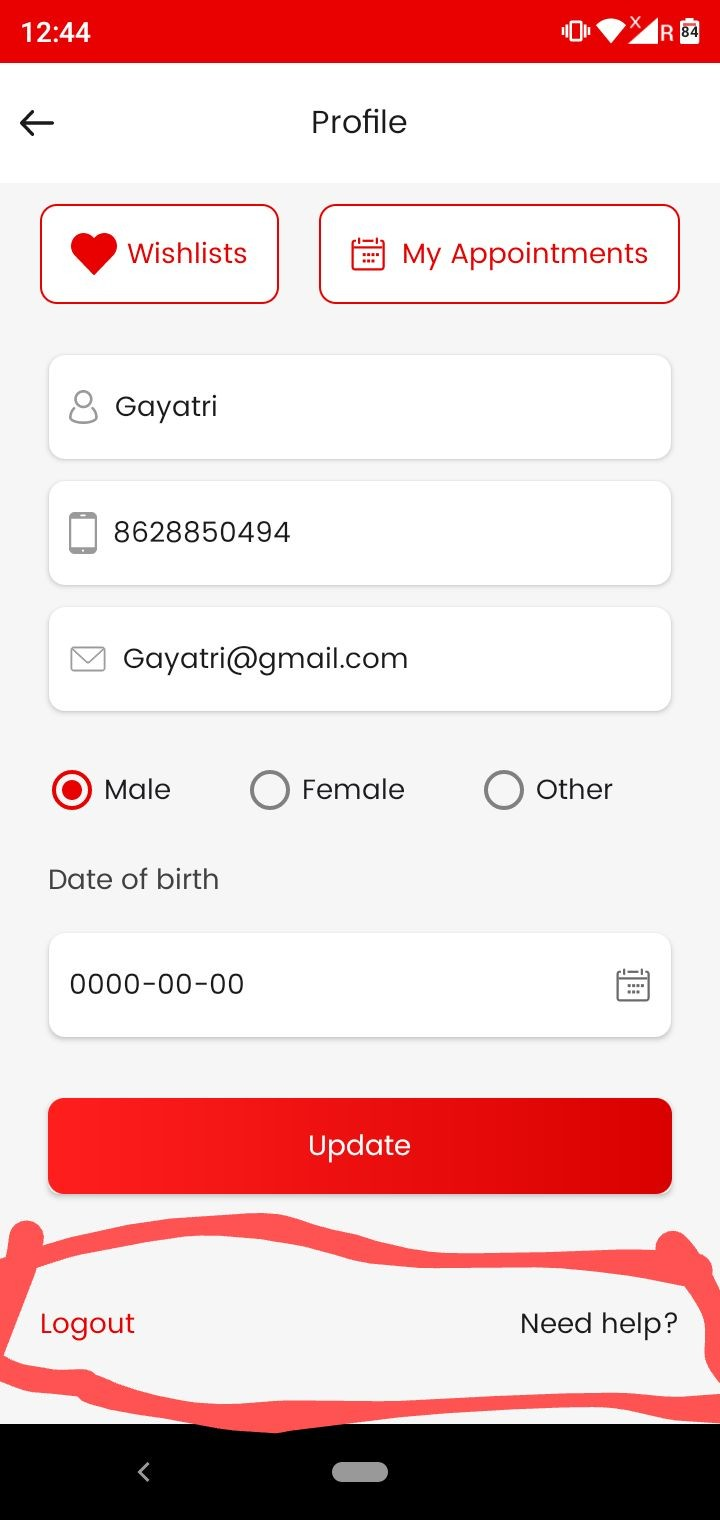 12:44
R 84
Profile
Wishlists
My Appointments
Gayatri
8628850494
Gayatri@gmail.com
Male Female Other
Date of birth
0000-00-00
Update
Logout Need help?